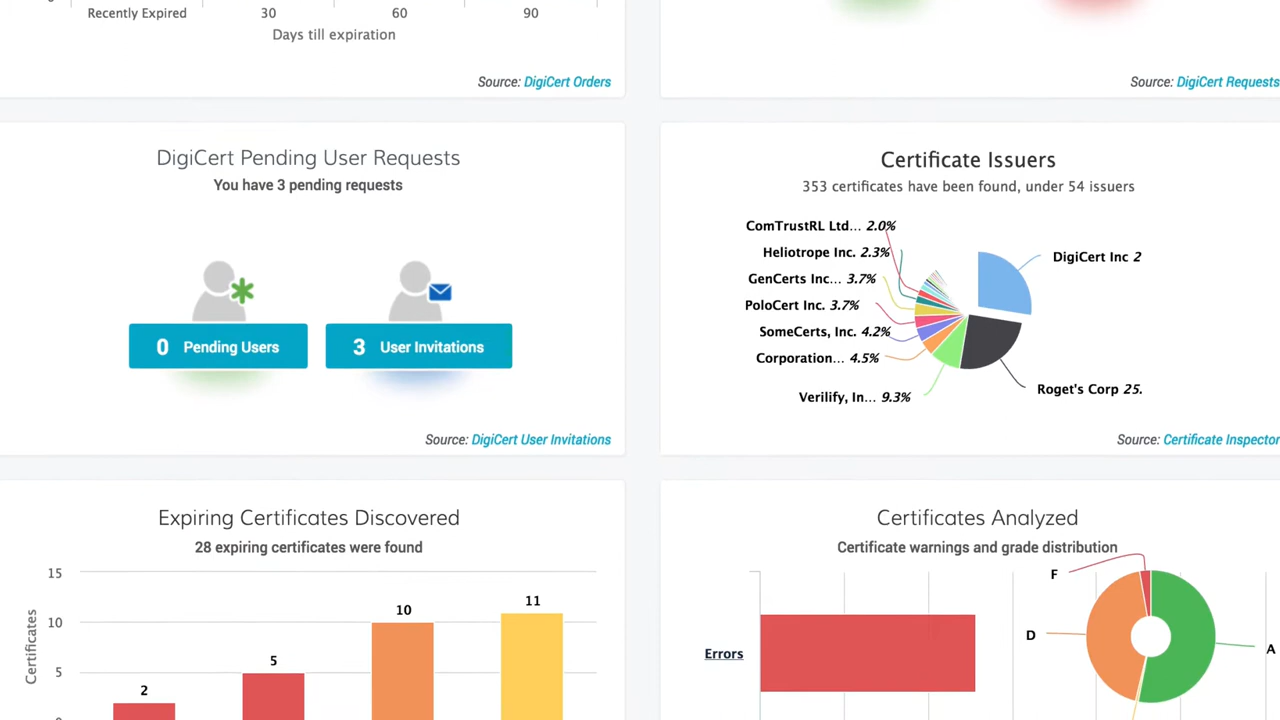 Recently Expired 30 60 90
Days till expiration
Source: DigiCert Orders
Source: DigiCert Requests
DigiCert Pending User Requests
You have 3 pending requests
0 Pending Users
3 User Invitations
Source: DigiCert User Invitations
Certificate Issuers
353 certificates have been found, under 54 issuers
ComTrustRL Ltd... 2.0%
Heliotrope Inc. 2.3%
GenCerts Inc... 3.7%
PoloCert Inc. 3.7%
SomeCerts, Inc. 4.2%
Corporation... 4.5%
Verilify, In... 9.3%
DigiCert Inc 2
Roget's Corp 25.
Source: Certificate Inspector
Expiring Certificates Discovered
28 expiring certificates were found
Certificates
15
10
5
2
5
10
11
Certificates Analyzed
Certificate warnings and grade distribution
Errors
F
D
A